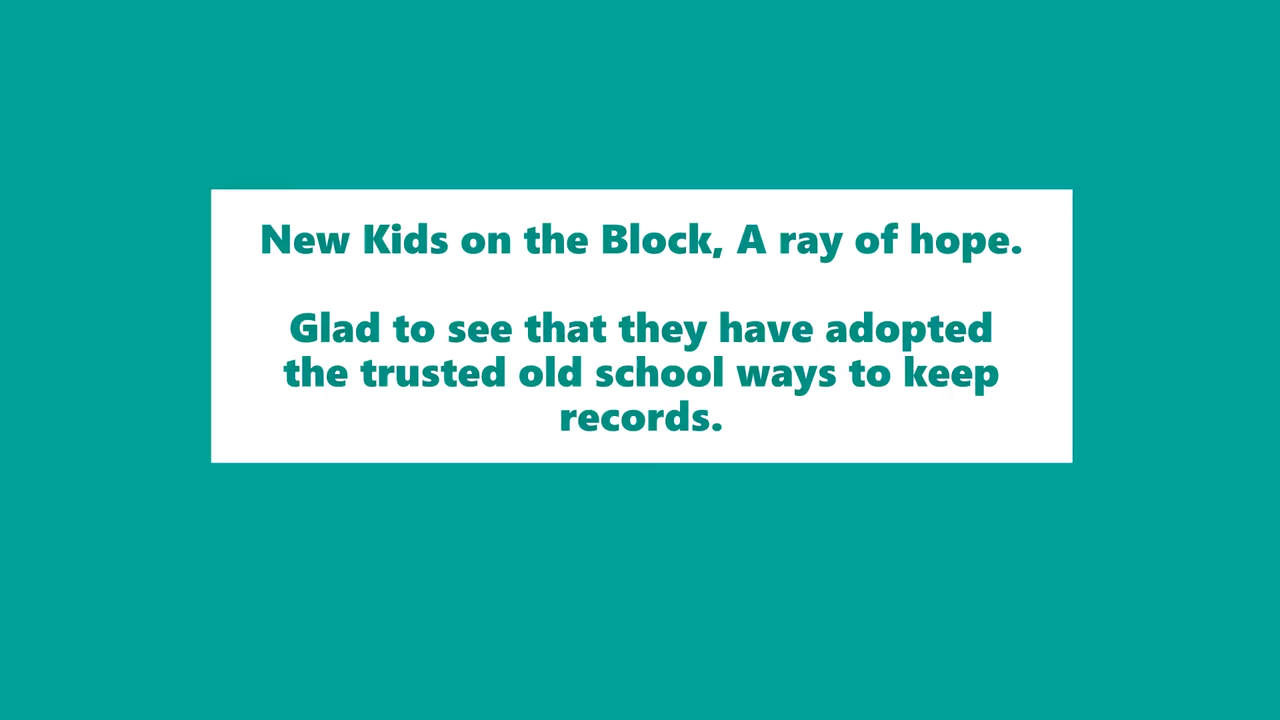 New Kids on the Block, A ray of hope.
Glad to see that they have adopted
the trusted old school ways to keep
records.